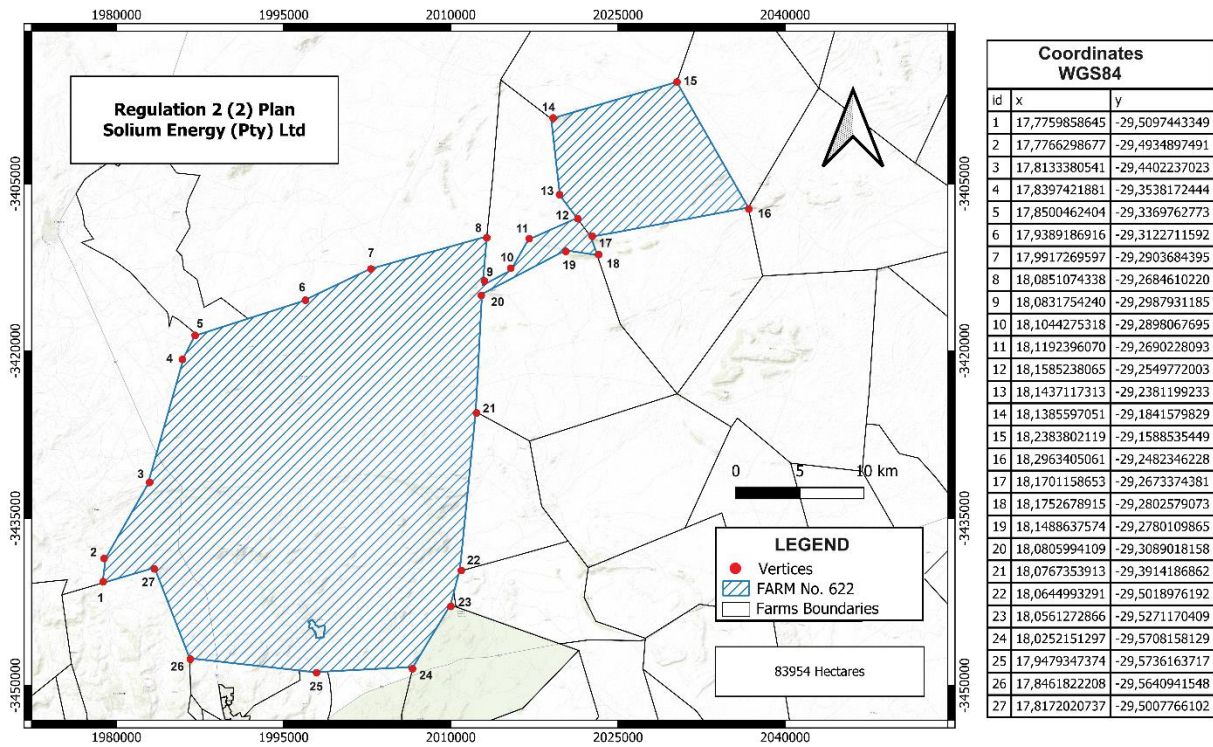 1980000 1995000 2010000 2025000 2040000
Regulation 2 (2) Plan
Solium Energy (Pty) Ltd
-3405000 -3405000
-3420000 -3420000
-3435000 -3435000
-3450000 -3450000
15
14
13
12
16
8
11
17
7
19
18
9
10
20
6
5
4
21
3
2
22
27
1
23
26
24
25
0 5 10 km
LEGEND
Vertices
FARM No. 622
Farms Boundaries
83954 Hectares
1980000 1995000 2010000 2025000 2040000
Coordinates
WGS84
id x y
1 17,7759858645 -29,5097443349
2 17,7766298677 -29,4934897491
3 17,8133380541 -29,4402237023
4 17,8397421881 -29,3538172444
5 17,8500462404 -29,3369762773
6 17,9389186916 -29,3122711592
7 17,9917269597 -29,2903684395
8 18,0851074338 -29,2684610220
9 18,0831754240 -29,2987931185
10 18,1044275318 -29,2898067695
11 18,1192396070 -29,2690228093
12 18,1585238065 -29,2549772003
13 18,1437117313 -29,2381199233
14 18,1385597051 -29,1841579829
15 18,2383802119 -29,1588535449
16 18,2963405061 -29,2482346228
17 18,1701158653 -29,2673374381
18 18,1752678915 -29,2802579073
19 18,1488637574 -29,2780109865
20 18,0805994109 -29,3089018158
21 18,0767353913 -29,3914186862
22 18,0644993291 -29,5018976192
23 18,0561272866 -29,5271170409
24 18,0252151297 -29,5708158129
25 17,9479347374 -29,5736163717
26 17,8461822208 -29,5640941548
27 17,8172020737 -29,5007766102